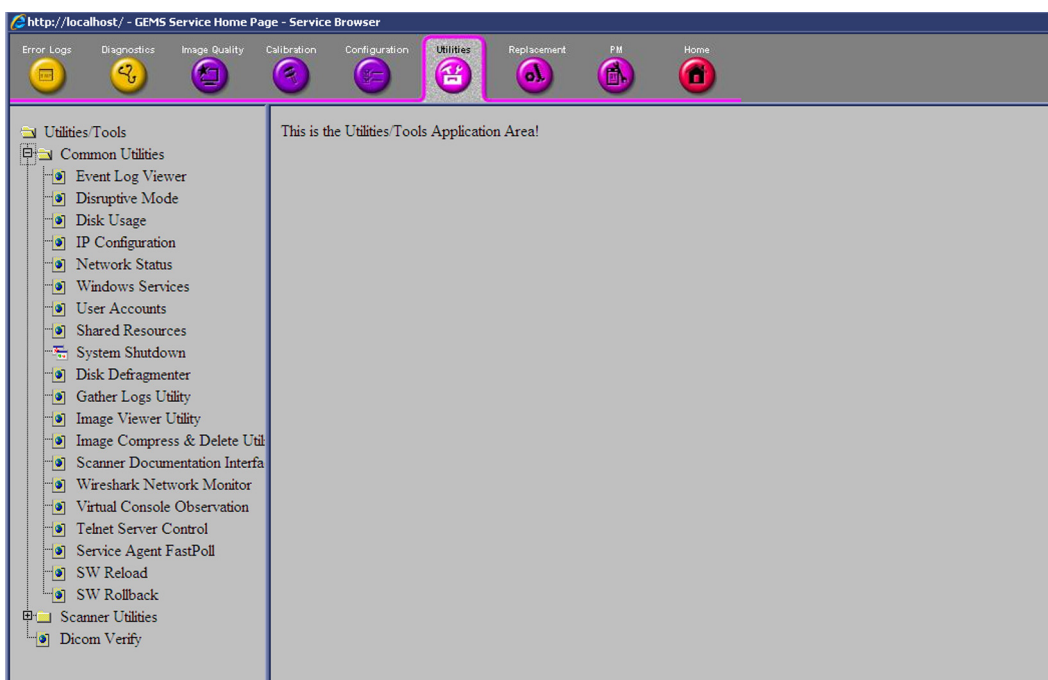 http://localhost/ - GEMS Service Home Page - Service Browser
Error Logs Diagnostics Image Quality Calibration Configuration Utilities Replacement PM Home
Utilities/Tools
Common Utilities
Event Log Viewer
Disruptive Mode
Disk Usage
IP Configuration
Network Status
Windows Services
User Accounts
Shared Resources
System Shutdown
Disk Defragmenter
Gather Logs Utility
Image Viewer Utility
Image Compress & Delete Util
Scanner Documentation Interfa
Wireshark Network Monitor
Virtual Console Observation
Telnet Server Control
Service Agent FastPoll
SW Reload
SW Rollback
Scanner Utilities
Dicom Verify
This is the Utilities/Tools Application Area!